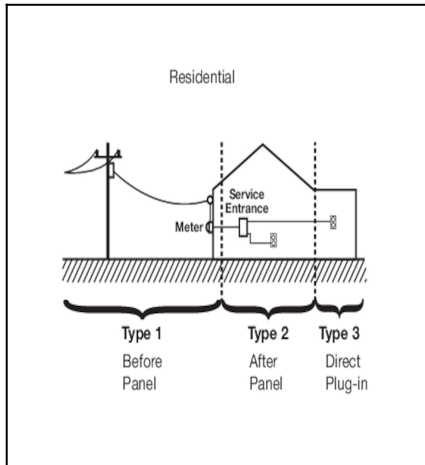 Residential
Service
Entrance
Meter
Type 1
Type 2
Type 3
Before
Panel
After
Panel
Direct
Plug-in